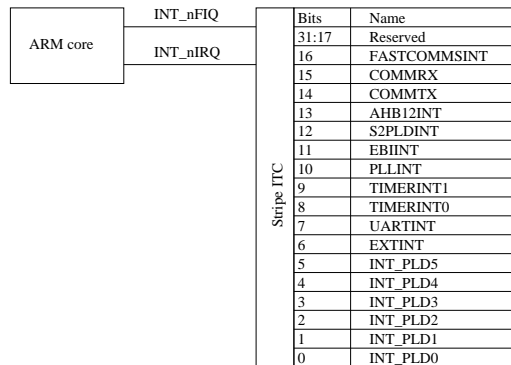 INT_nFIQ
ARM core
INT_nIRQ
Stripe ITC
Bits Name
31:17 Reserved
16 FASTCOMMSINT
15 COMMRX
14 COMMTX
13 AHB12INT
12 S2PLDINT
11 EBIINT
10 PLLINT
9 TIMERINT1
8 TIMERINT0
7 UARTINT
6 EXTINT
5 INT_PLD5
4 INT_PLD4
3 INT_PLD3
2 INT_PLD2
1 INT_PLD1
0 INT_PLD0